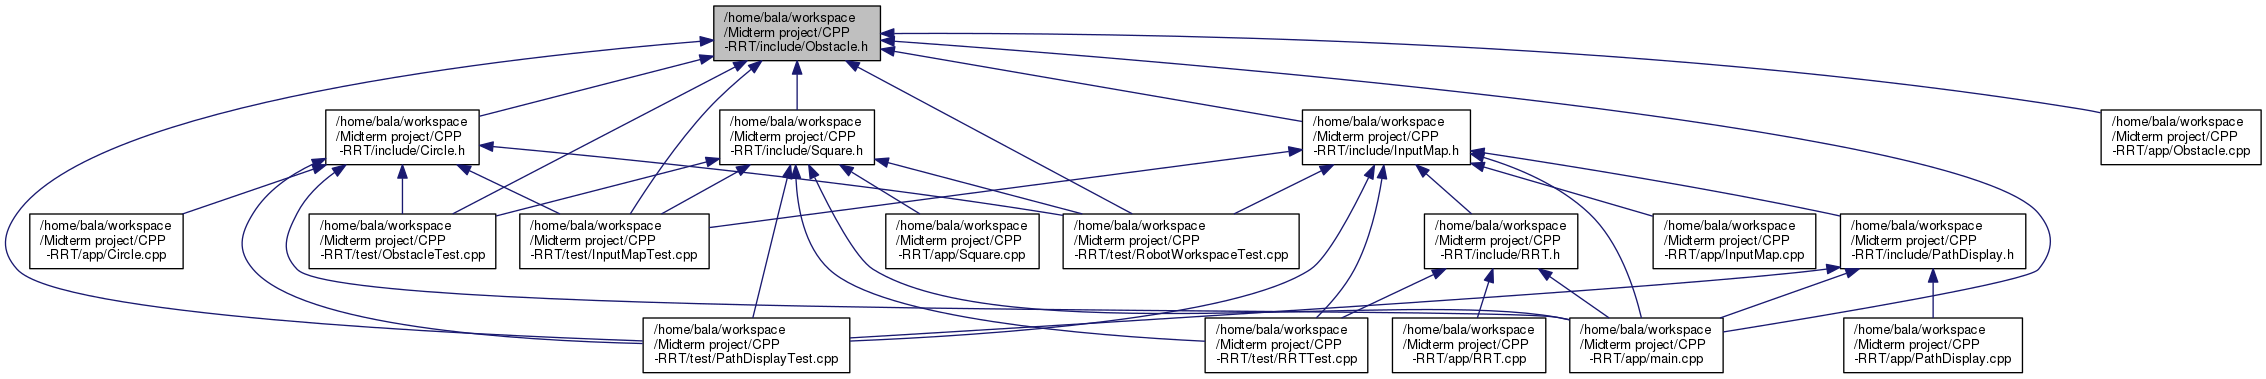 /home/bala/workspace
/Midterm project/CPP
-RRT/include/Obstacle.h
/home/bala/workspace
/Midterm project/CPP
-RRT/include/Circle.h
/home/bala/workspace
/Midterm project/CPP
-RRT/include/Square.h
/home/bala/workspace
/Midterm project/CPP
-RRT/include/InputMap.h
/home/bala/workspace
/Midterm project/CPP
-RRT/app/Obstacle.cpp
/home/bala/workspace
/Midterm project/CPP
-RRT/app/Circle.cpp
/home/bala/workspace
/Midterm project/CPP
-RRT/test/ObstacleTest.cpp
/home/bala/workspace
/Midterm project/CPP
-RRT/test/InputMapTest.cpp
/home/bala/workspace
/Midterm project/CPP
-RRT/app/Square.cpp
/home/bala/workspace
/Midterm project/CPP
-RRT/test/RobotWorkspaceTest.cpp
/home/bala/workspace
/Midterm project/CPP
-RRT/include/RRT.h
/home/bala/workspace
/Midterm project/CPP
-RRT/app/InputMap.cpp
/home/bala/workspace
/Midterm project/CPP
-RRT/include/PathDisplay.h
/home/bala/workspace
/Midterm project/CPP
-RRT/test/PathDisplayTest.cpp
/home/bala/workspace
/Midterm project/CPP
-RRT/test/RRTTest.cpp
/home/bala/workspace
/Midterm project/CPP
-RRT/app/RRT.cpp
/home/bala/workspace
/Midterm project/CPP
-RRT/app/main.cpp
/home/bala/workspace
/Midterm project/CPP
-RRT/app/PathDisplay.cpp